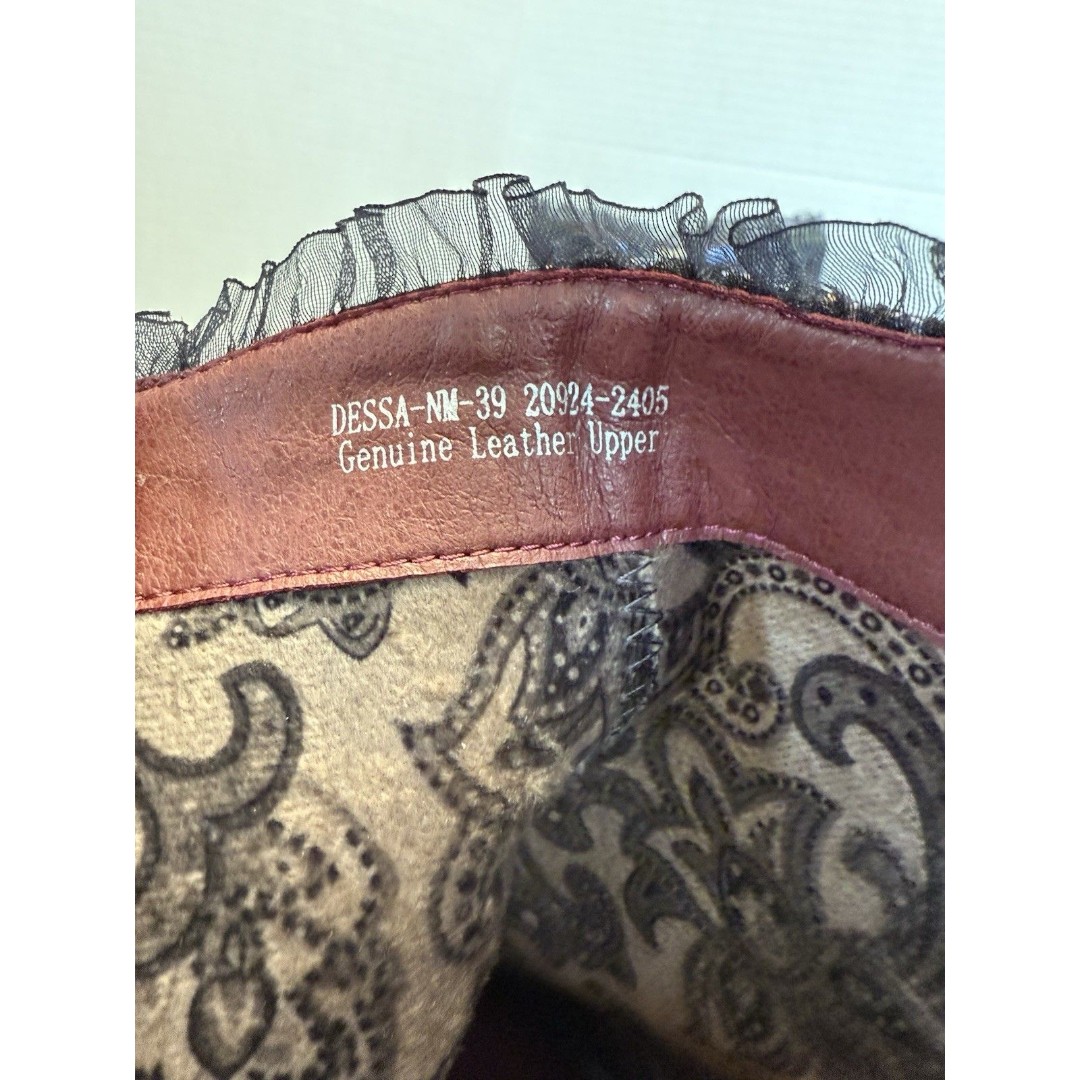 DESSA-NM-39 20924-2405
Genuine Leather Upper